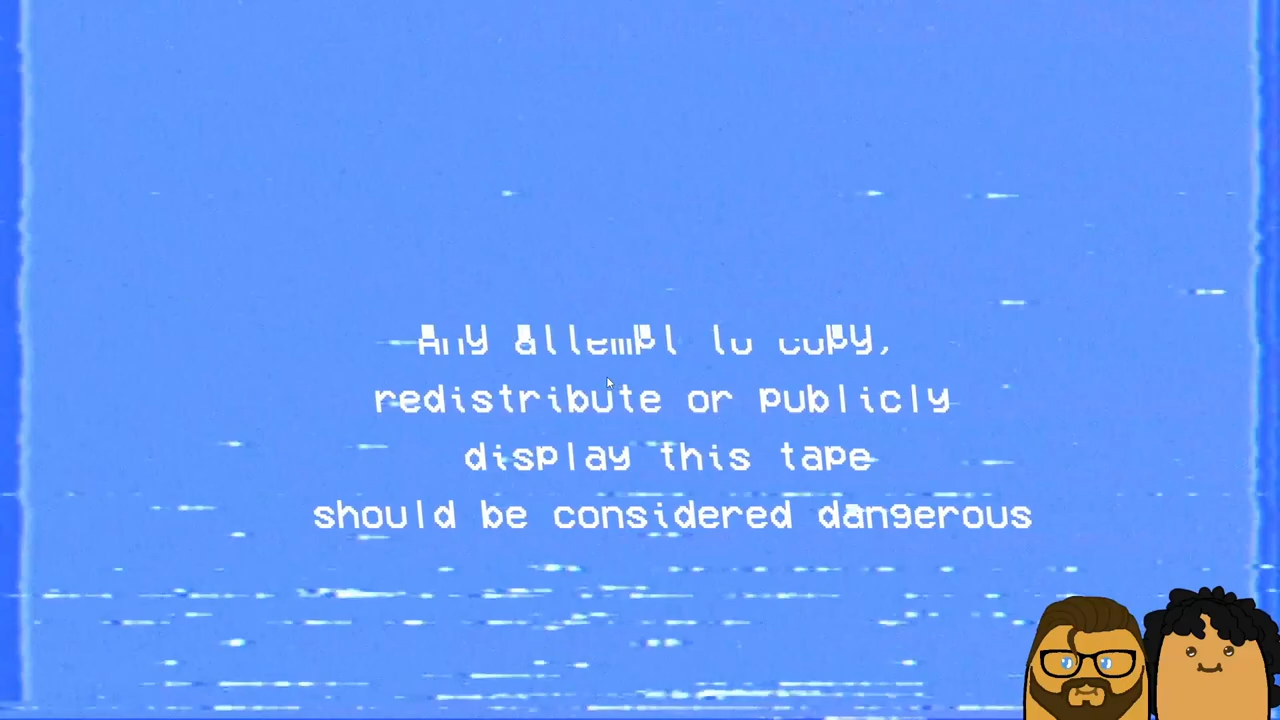 Any attempt to copy,
redistribute or publicly
display this tape
should be considered dangerous